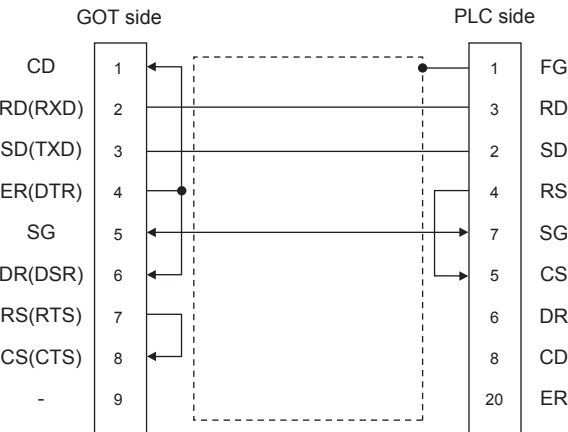 GOT side PLC side
CD 1 1 FG
RD(RXD) 2 3 RD
SD(TXD) 3 2 SD
ER(DTR) 4 4 RS
SG 5 7 SG
DR(DSR) 6 5 CS
RS(RTS) 7 6 DR
CS(CTS) 8 8 CD
- 9 20 ER